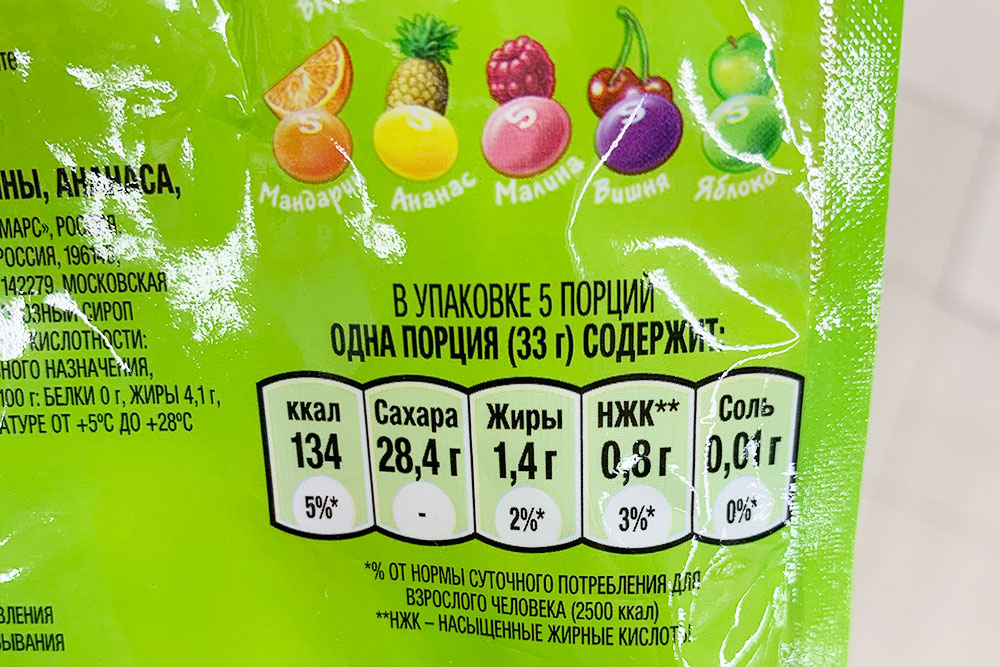 Мандарин
Ананас
Малина
Вишня
Яблоко
НЫ, АНАНАСА,
МАРС», РОССИЯ
РОССИЯ, 196140,
142279, МОСКОВСКАЯ
ОЗНЫЙ СИРОП
КИСЛОТНОСТИ:
НОГО НАЗНАЧЕНИЯ,
100 г: БЕЛКИ 0 г, ЖИРЫ 4,1 г,
АТУРЕ ОТ +5°C ДО +28°C
В УПАКОВКЕ 5 ПОРЦИЙ
ОДНА ПОРЦИЯ (33 г) СОДЕРЖИТ:
ккал
134
5%*
Сахара
28,4 г
-
Жиры
1,4 г
2%*
НЖК**
0,8 г
3%*
Соль
0,01 г
0%*
*% ОТ НОРМЫ СУТОЧНОГО ПОТРЕБЛЕНИЯ ДЛЯ
ВЗРОСЛОГО ЧЕЛОВЕКА (2500 ккал)
**НЖК – НАСЫЩЕННЫЕ ЖИРНЫЕ КИСЛОТЫ
ВЛЕНИЯ
ЫВАНИЯ